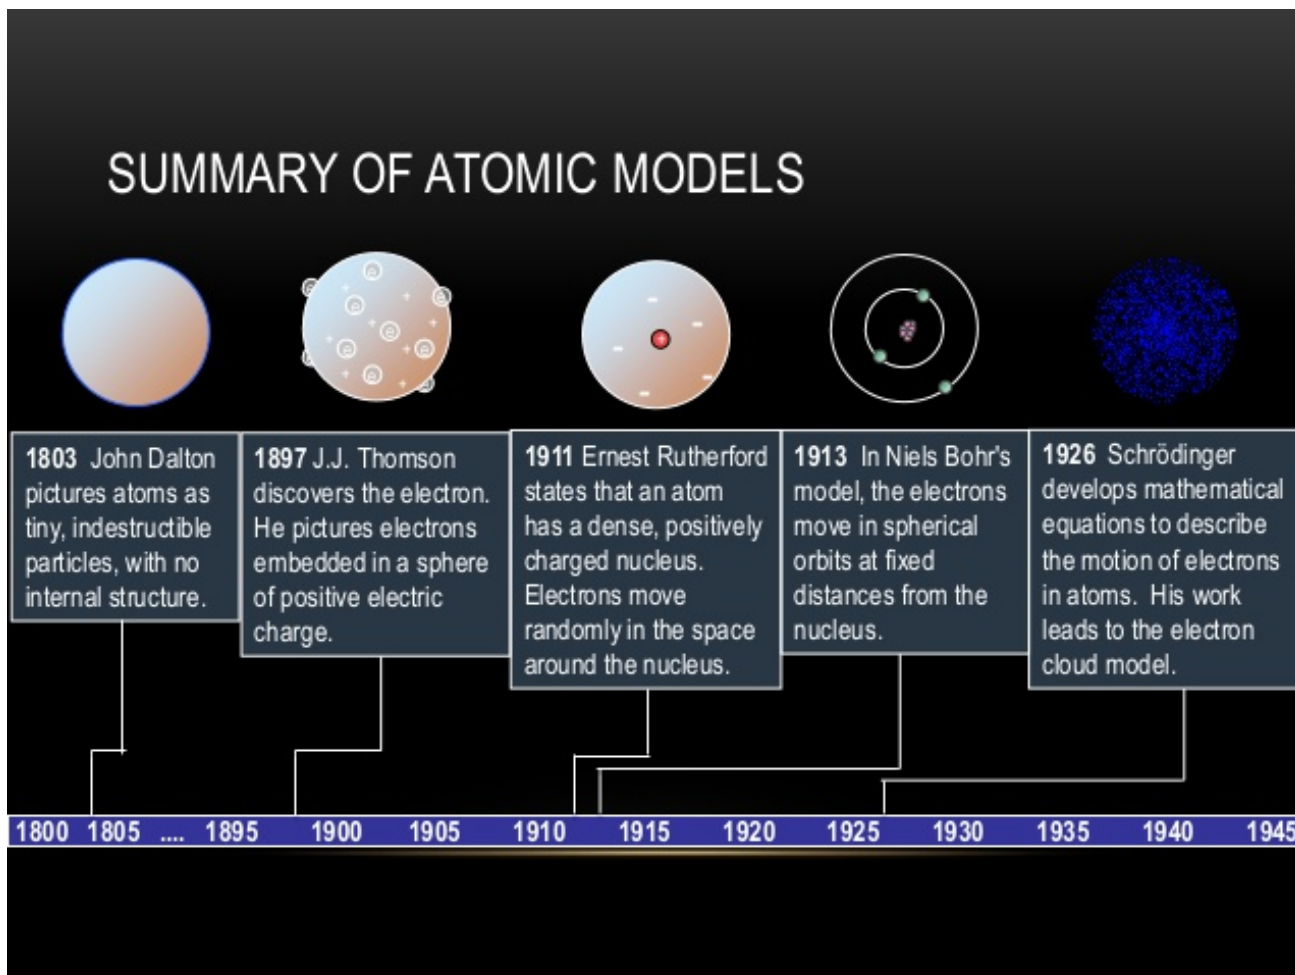 SUMMARY OF ATOMIC MODELS
1803 John Dalton
pictures atoms as
tiny, indestructible
particles, with no
internal structure.
1897 J.J. Thomson
discovers the electron.
He pictures electrons
embedded in a sphere
of positive electric
charge.
1911 Ernest Rutherford
states that an atom
has a dense, positively
charged nucleus.
Electrons move
randomly in the space
around the nucleus.
1913 In Niels Bohr's
model, the electrons
move in spherical
orbits at fixed
distances from the
nucleus.
1926 Schrödinger
develops mathematical
equations to describe
the motion of electrons
in atoms. His work
leads to the electron
cloud model.
1800 1805 .... 1895 1900 1905 1910 1915 1920 1925 1930 1935 1940 1945